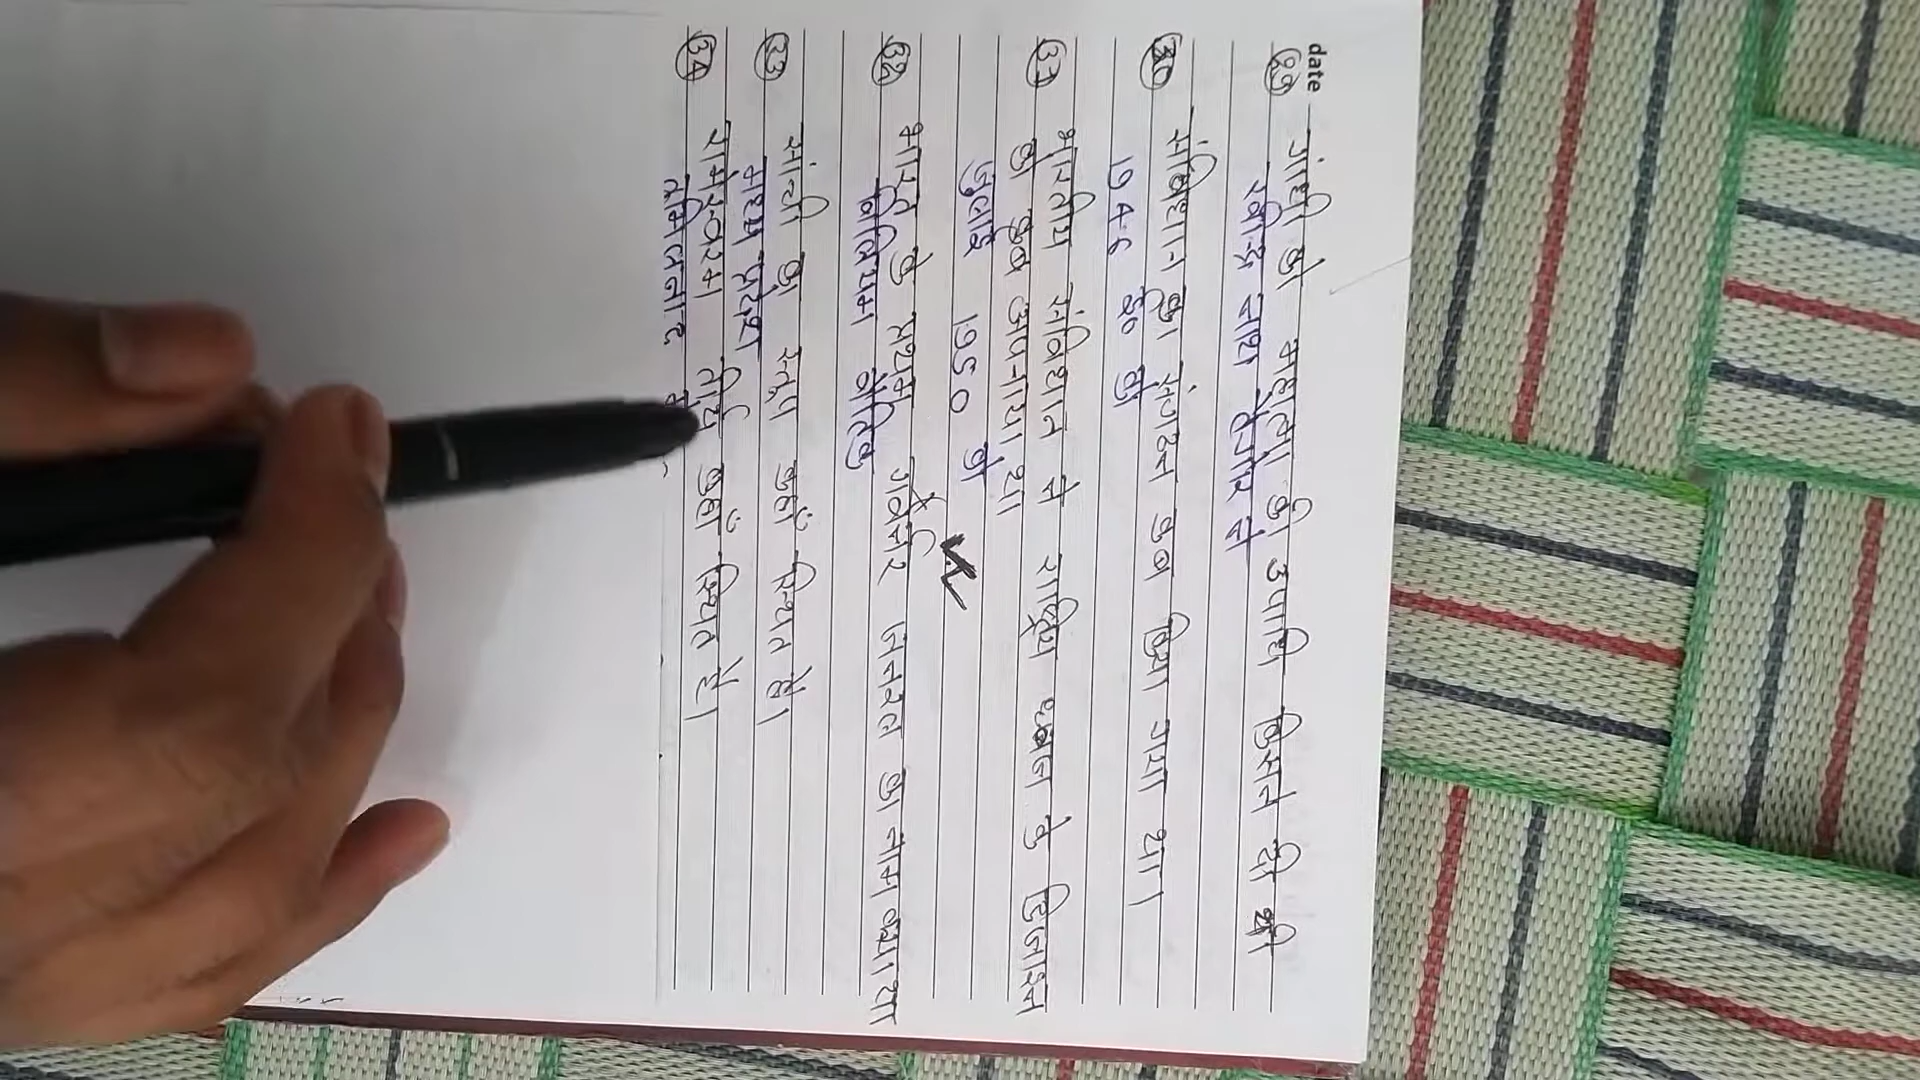 date
(29) गांधी को महात्मा की उपाधि किसने दी थी
रवीन्द्र नाथ टैगोर ने
(30) संविधान का संगठन कब किया गया था।
1946 ई० को
(31) भारतीय संविधान ने राष्ट्रीय ध्वज के डिजाइन
को कब अपनाया था
जुलाई 1950 को
(32) भारत के प्रथम गवर्नर जनरल का नाम क्या था
विलियम बेंटिक
(33) सांची का स्तूप कहाँ स्थित है।
मध्य प्रदेश
(34) रामेश्वरम तीर्थ कहाँ स्थित है।
तमिलनाडु